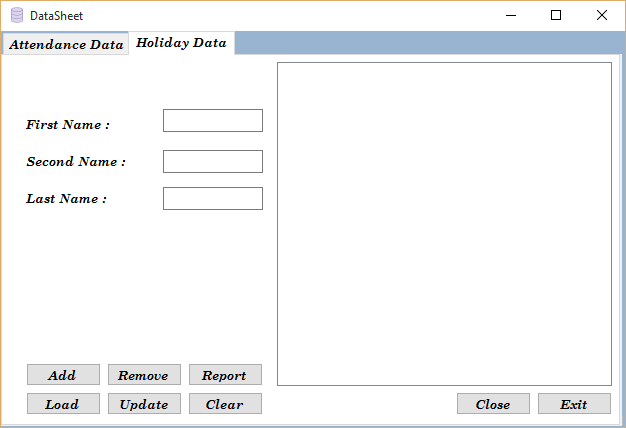 DataSheet
Attendance Data Holiday Data
First Name :
Second Name :
Last Name :
Add Remove Report
Load Update Clear Close Exit